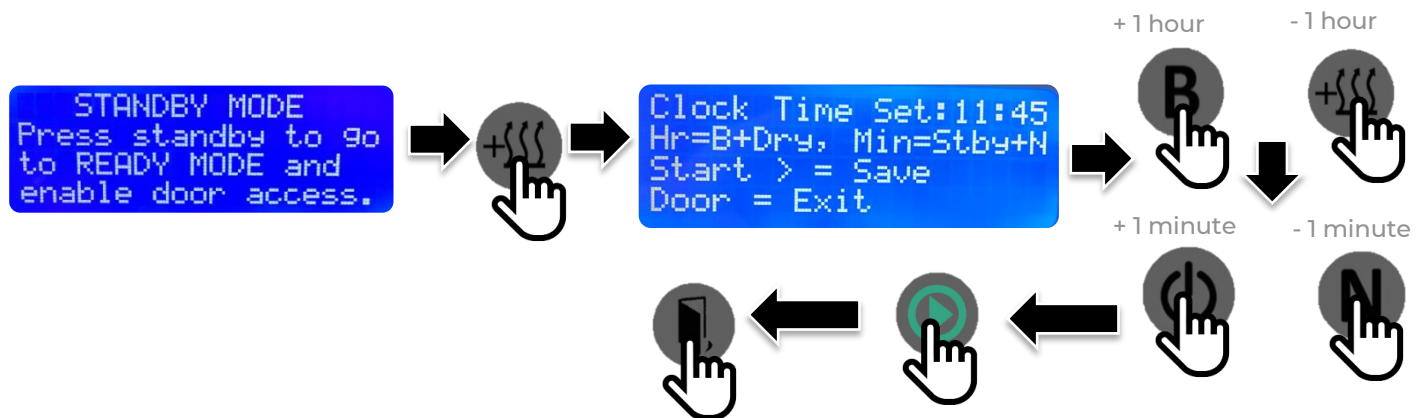 + 1 hour
- 1 hour
STANDBY MODE
Press standby to go
to READY MODE and
enable door access.
+
Clock Time Set:11:45
Hr=B+Dry, Min=Stby+N
Start > = Save
Door = Exit
B
+
+ 1 minute
- 1 minute
N